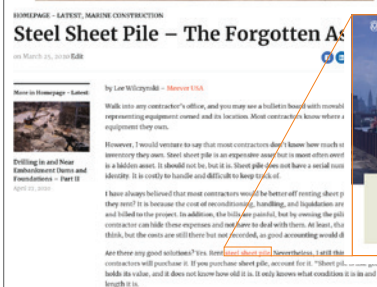 HOMEPAGE - LATEST, MARINE CONSTRUCTION
Steel Sheet Pile – The Forgotten As
on March 25, 2020 Edit
More in Homepage - Latest
by Lee Wilczynski - Meever USA
Walk into any contractor's office, and you may see a bulletin board with moveabl
representing equipment owned and its location. Most contractors know where a
equipment they own.
However, I would venture to say that most contractors don't know how much st
inventory they own. Steel sheet pile is an expensive asset but is most often overl
is a hidden asset. It should not be, but it is. Sheet pile does not have a serial num
identity. It is costly to handle and difficult to keep track of.
Drilling in and Near
Embankment Dams and
Foundations – Part II
April 27, 2020
I have always believed that most contractors would be better off renting sheet p
they rent? It is because the cost of reconditioning, handling, and liquidation are
and billed to the project. In addition, the bills are painful, but by owning the pili
contractor can hide these expenses and not have to deal with them. At least, tha
think, but the costs are still there but not recorded, as good accounting would di
Are there any good solutions? Yes. Rent steel sheet pile. Nevertheless, I still thin
contractors will purchase it. If you purchase sheet pile, account for it. "Sheet pil
holds its value, and it does not know how old it is. It only knows what condition it is in and
length it is.